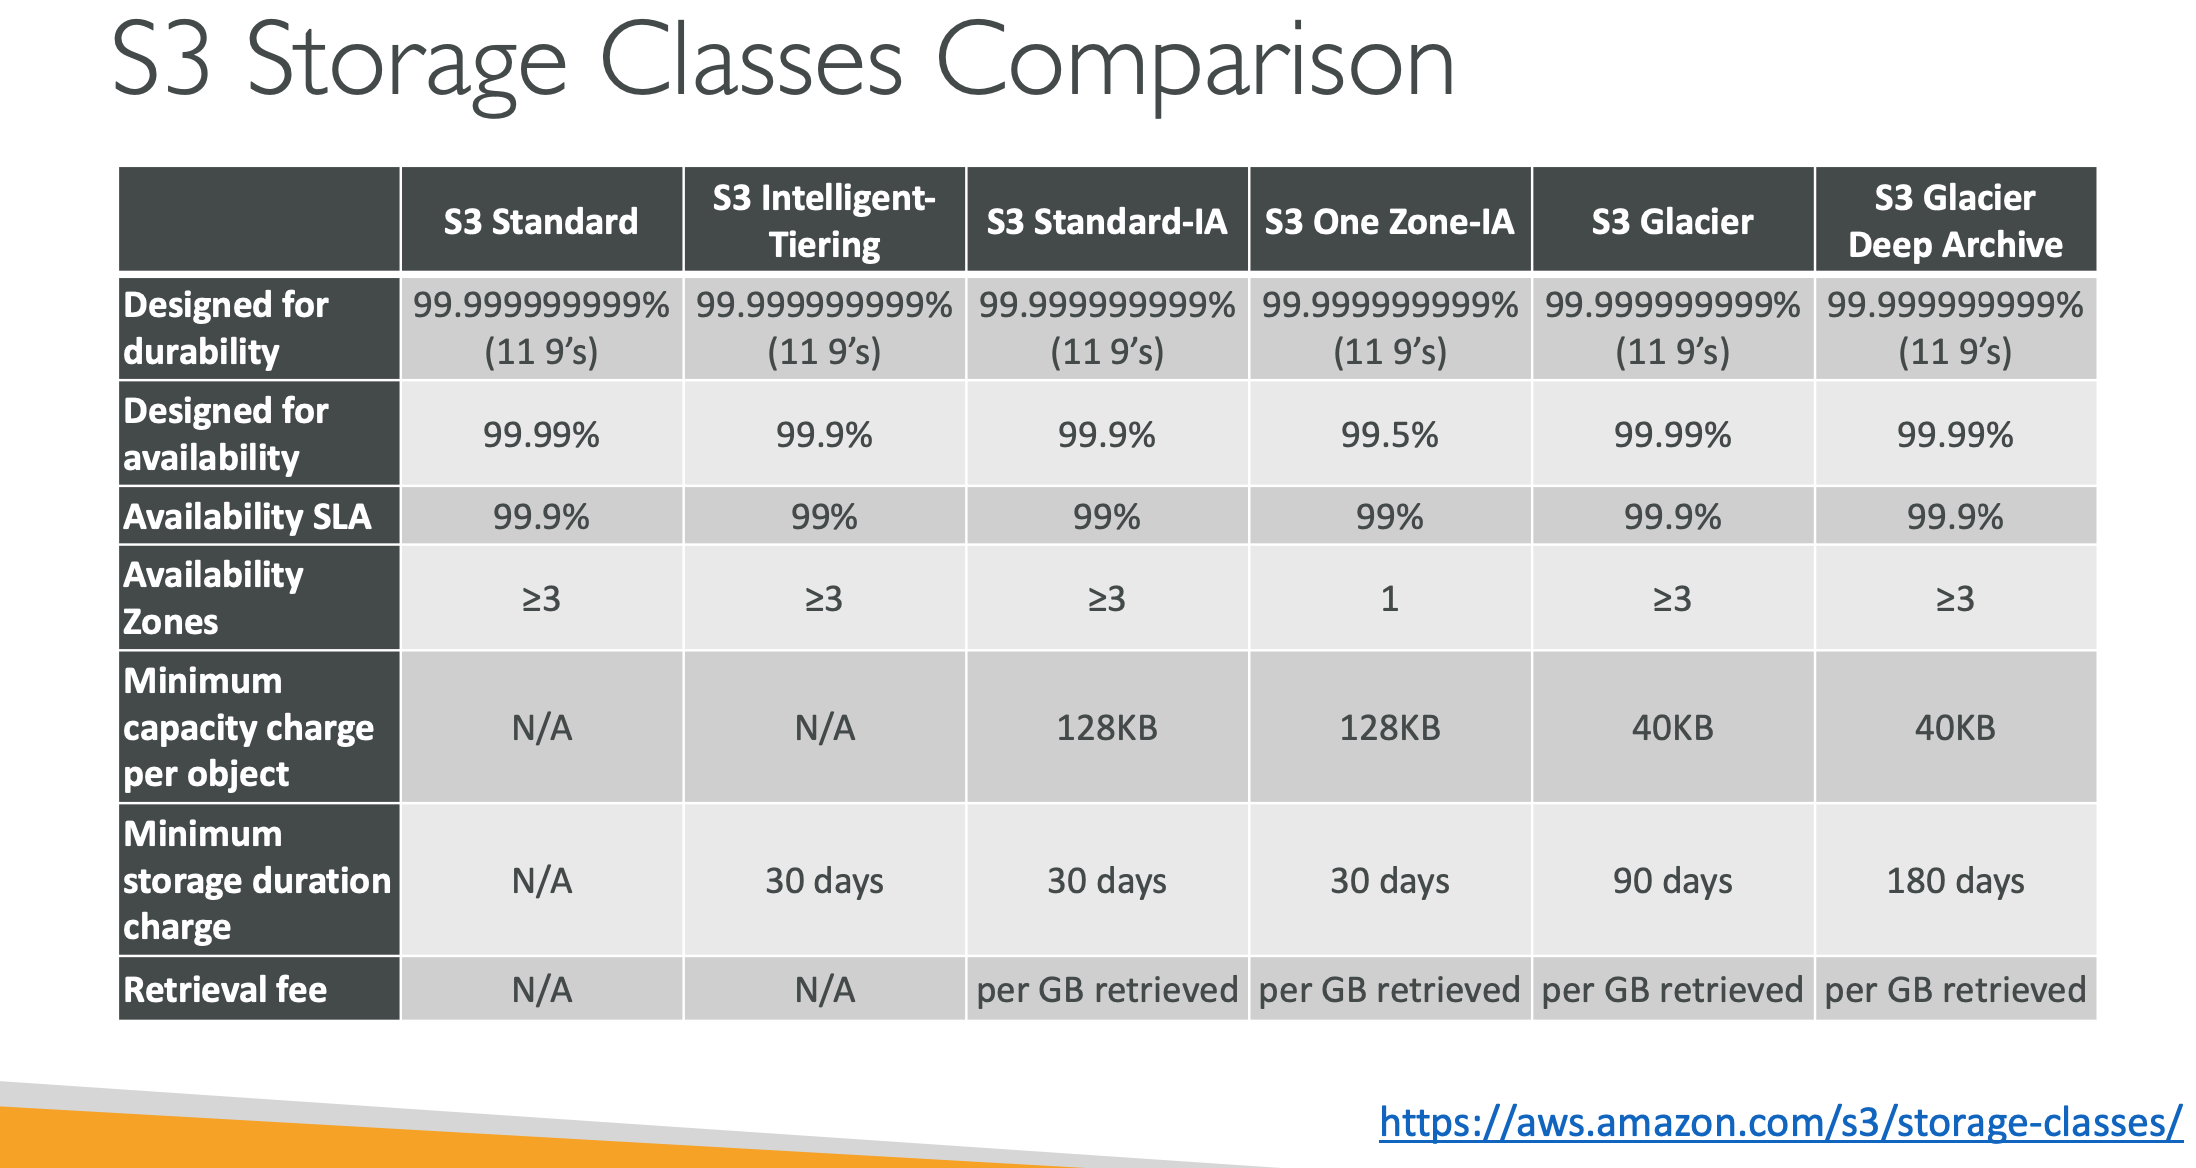 S3 Storage Classes Comparison
S3 Standard
S3 Intelligent-
Tiering
S3 Standard-IA
S3 One Zone-IA
S3 Glacier
S3 Glacier
Deep Archive
Designed for
durability
99.999999999%
(11 9’s)
99.999999999%
(11 9’s)
99.999999999%
(11 9’s)
99.999999999%
(11 9’s)
99.999999999%
(11 9’s)
99.999999999%
(11 9’s)
Designed for
availability
99.99%
99.9%
99.9%
99.5%
99.99%
99.99%
Availability SLA
99.9%
99%
99%
99%
99.9%
99.9%
Availability
Zones
≥3
≥3
≥3
1
≥3
≥3
Minimum
capacity charge
per object
N/A
N/A
128KB
128KB
40KB
40KB
Minimum
storage duration
charge
N/A
30 days
30 days
30 days
90 days
180 days
Retrieval fee
N/A
N/A
per GB retrieved
per GB retrieved
per GB retrieved
per GB retrieved
https://aws.amazon.com/s3/storage-classes/